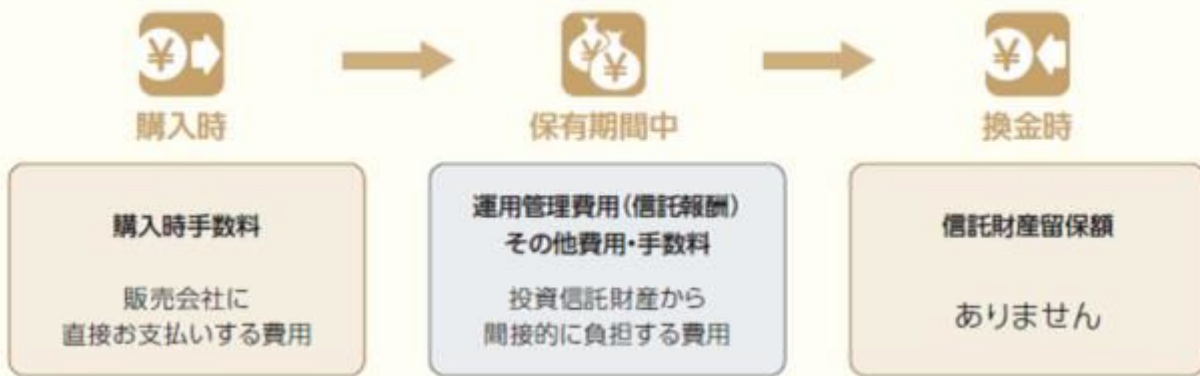 購入時
保有期間中
換金時
購入時手数料
販売会社に
直接お支払いする費用
運用管理費用(信託報酬)
その他費用・手数料
投資信託財産から
間接的に負担する費用
信託財産留保額
ありません